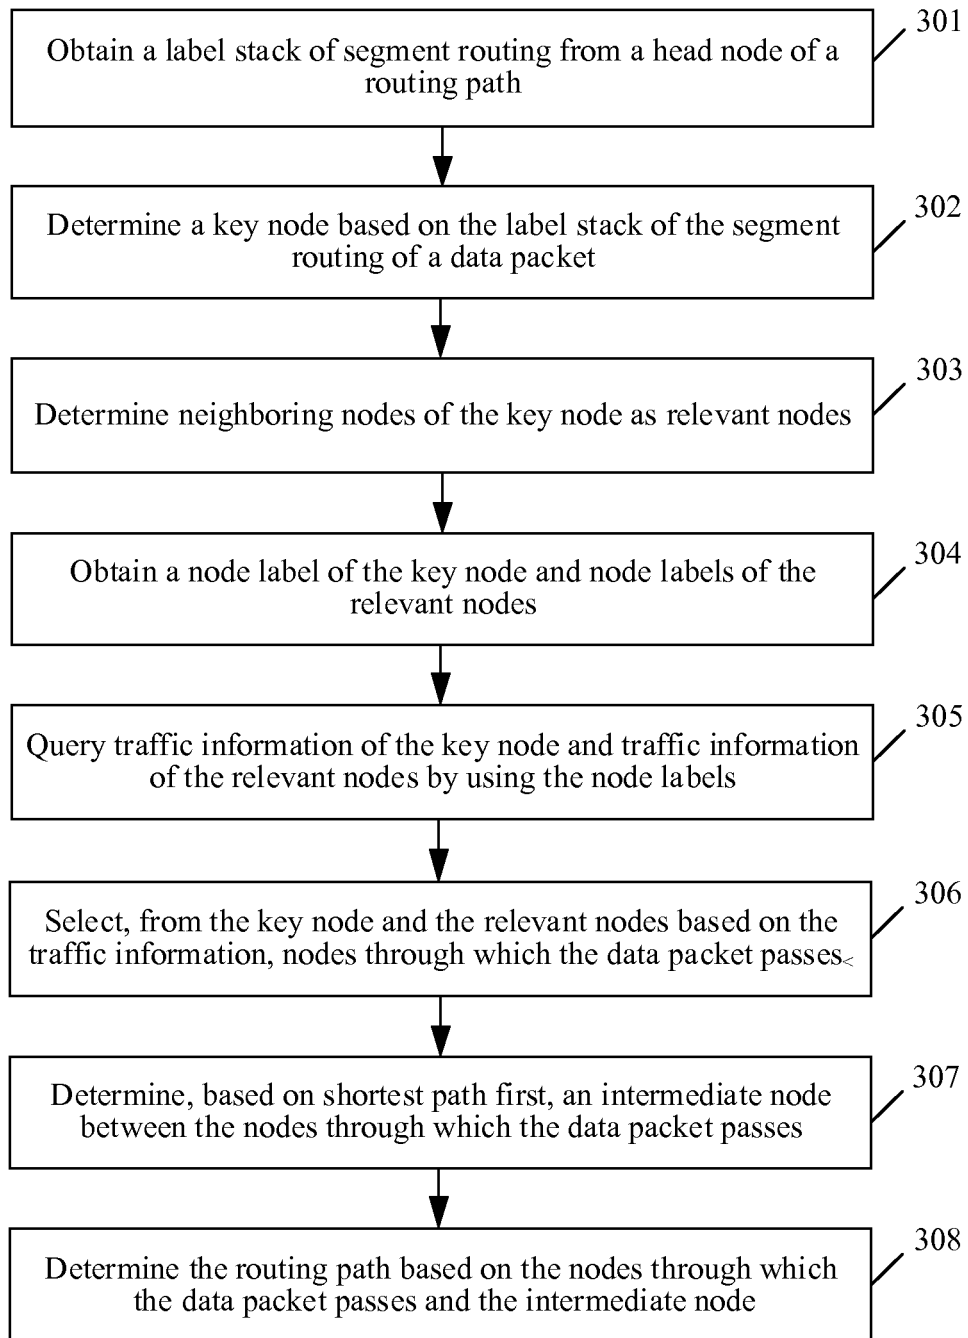 301
Obtain a label stack of segment routing from a head node of a
routing path
302
Determine a key node based on the label stack of the segment
routing of a data packet
303
Determine neighboring nodes of the key node as relevant nodes
304
Obtain a node label of the key node and node labels of the
relevant nodes
305
Query traffic information of the key node and traffic information
of the relevant nodes by using the node labels
306
Select, from the key node and the relevant nodes based on the
traffic information, nodes through which the data packet passes<
307
Determine, based on shortest path first, an intermediate node
between the nodes through which the data packet passes
308
Determine the routing path based on the nodes through which
the data packet passes and the intermediate node